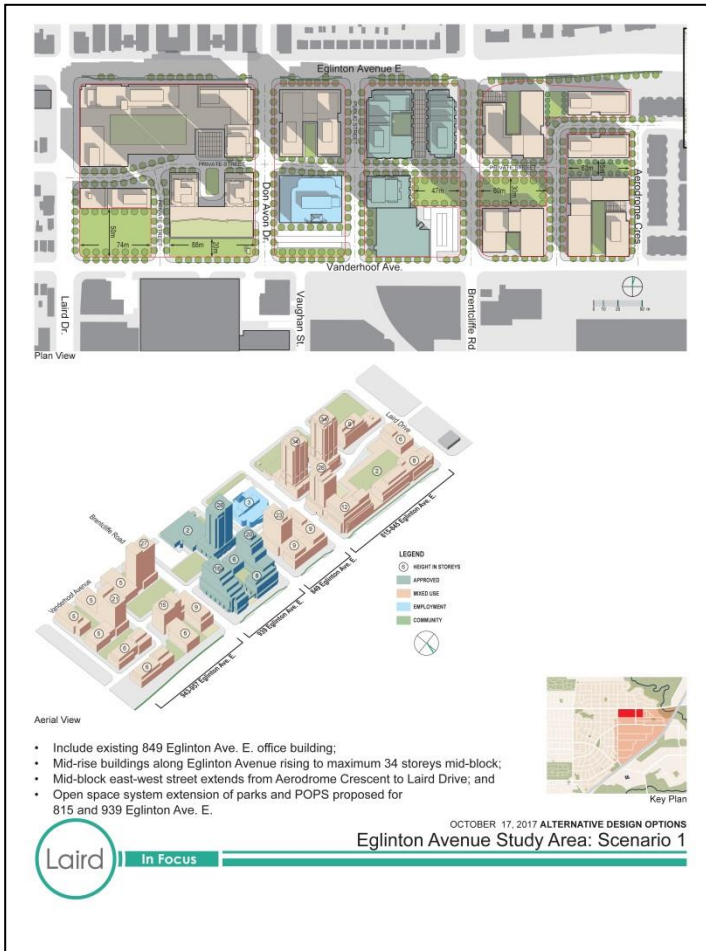 Eglinton Avenue E.
PRIVATE STREET
PRIVATE STREET
Don Avon Dr.
Aerodrome Cres.
50m
74m
88m
20m
47m
Vanderhoof Ave.
Laird Dr.
Vaughan St.
Brentcliffe Rd.
Plan View
Laird Drive
Brentcliffe Road
Vanderhoof Avenue
815-845 Eglinton Ave. E.
849 Eglinton Ave. E.
939 Eglinton Ave. E.
943-957 Eglinton Ave. E.
LEGEND
HEIGHT IN STOREYS
APPROVED
MIXED USE
EMPLOYMENT
COMMUNITY
Aerial View
• Include existing 849 Eglinton Ave. E. office building;
• Mid-rise buildings along Eglinton Avenue rising to maximum 34 storeys mid-block;
• Mid-block east-west street extends from Aerodrome Crescent to Laird Drive; and
• Open space system extension of parks and POPS proposed for
815 and 939 Eglinton Ave. E.
Key Plan
OCTOBER 17, 2017 ALTERNATIVE DESIGN OPTIONS
Eglinton Avenue Study Area: Scenario 1
Laird
In Focus